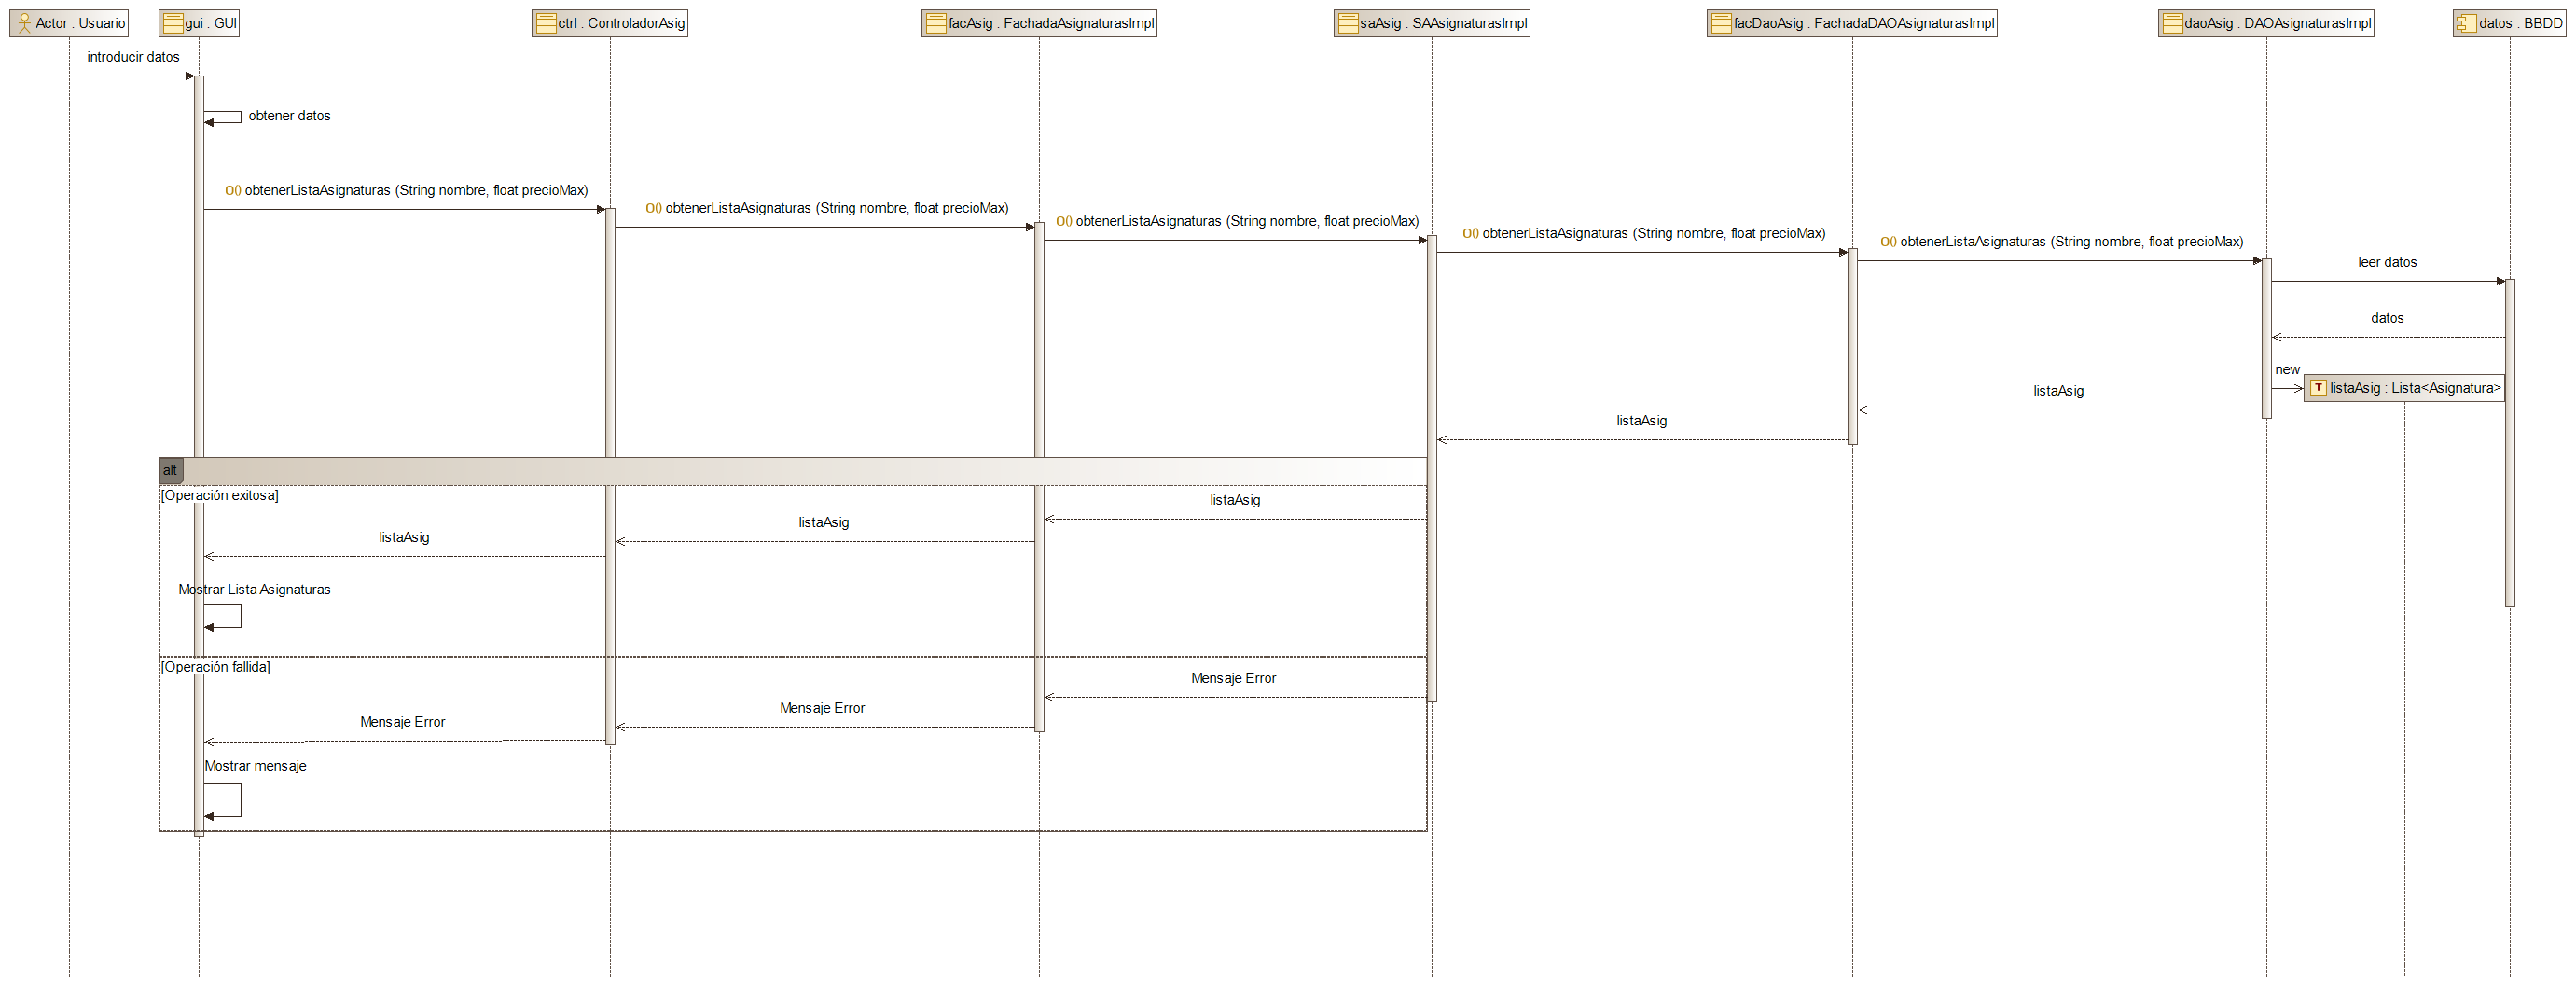 Actor : Usuario
gui : GUI
ctrl : ControladorAsig
facAsig : FachadaAsignaturasImpl
saAsig : SAAsignaturasImpl
facDaoAsig : FachadaDAOAsignaturasImpl
daoAsig : DAOAsignaturasImpl
datos : BBDD
introducir datos
obtener datos
O() obtenerListaAsignaturas (String nombre, float precioMax)
O() obtenerListaAsignaturas (String nombre, float precioMax)
O() obtenerListaAsignaturas (String nombre, float precioMax)
O() obtenerListaAsignaturas (String nombre, float precioMax)
O() obtenerListaAsignaturas (String nombre, float precioMax)
leer datos
datos
new
T listaAsig : Lista<Asignatura>
listaAsig
listaAsig
alt
[Operación exitosa]
listaAsig
listaAsig
listaAsig
Mostrar Lista Asignaturas
[Operación fallida]
Mensaje Error
Mensaje Error
Mensaje Error
Mostrar mensaje